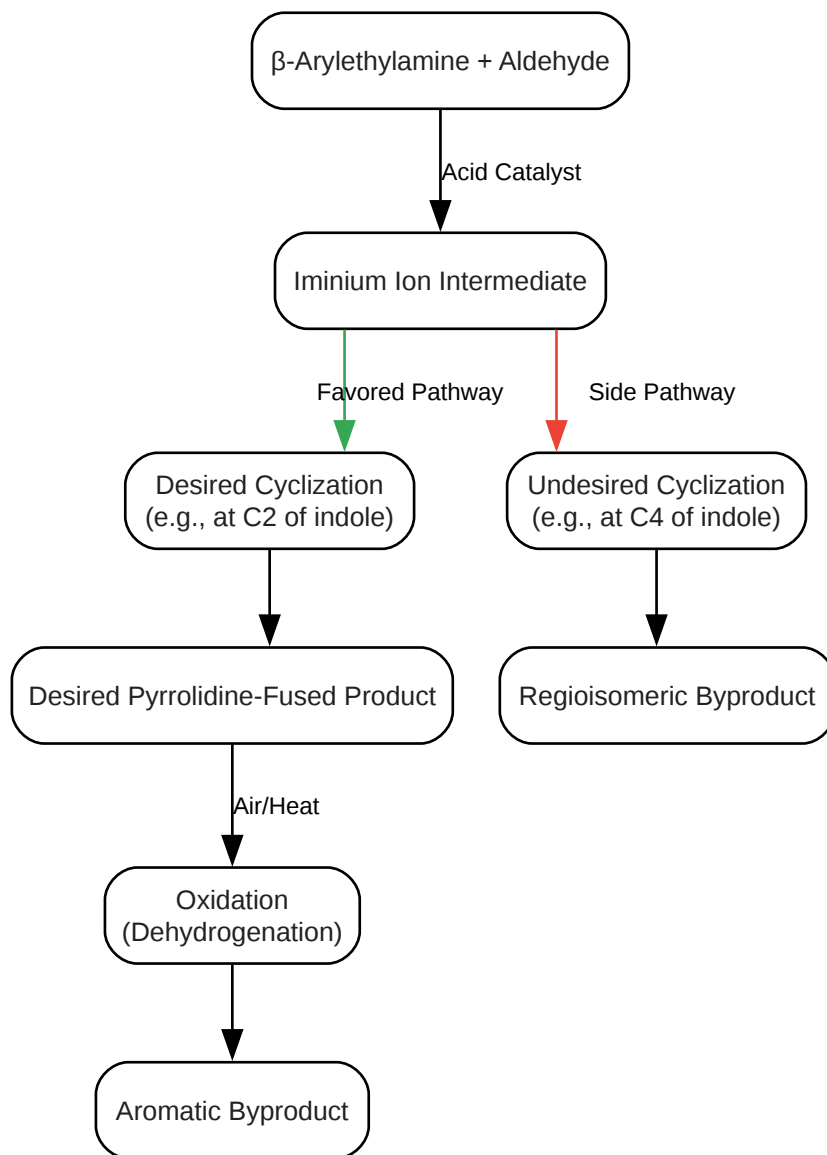 β-Arylethylamine + Aldehyde
Acid Catalyst
Iminium Ion Intermediate
Favored Pathway
Side Pathway
Desired Cyclization
(e.g., at C2 of indole)
Undesired Cyclization
(e.g., at C4 of indole)
Desired Pyrrolidine-Fused Product
Regioisomeric Byproduct
Air/Heat
Oxidation
(Dehydrogenation)
Aromatic Byproduct